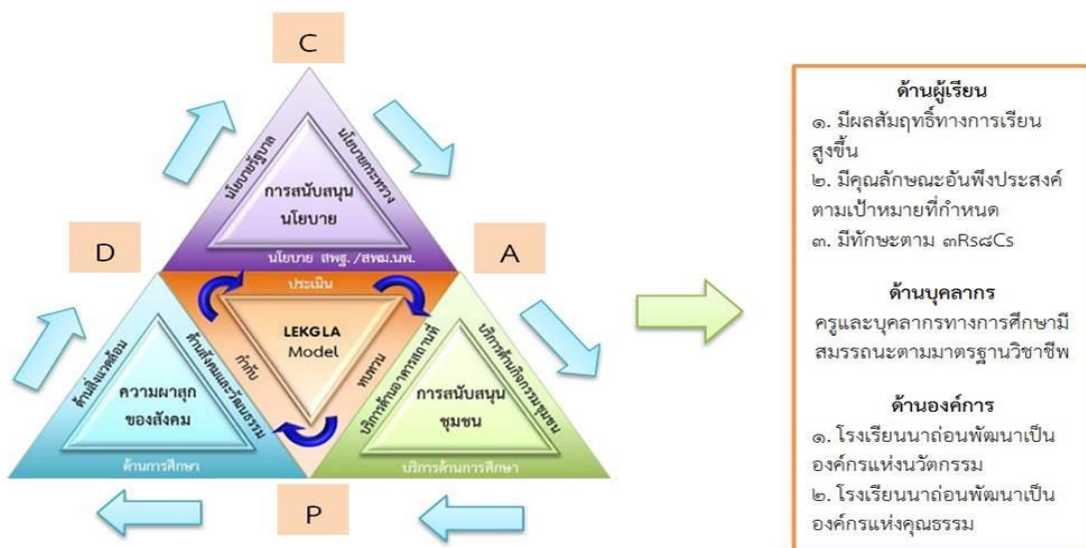 C
นโยบายรัฐบาล
นโยบายกระทรวง
การสนับสนุน
นโยบาย
นโยบาย สพฐ./สพฒ.นพ.
D
A
ประเมิน
LEKGLA
Model
กำกับ
ทบทวน
ด้านสิ่งแวดล้อม
ด้านสังคมและวัฒนธรรม
ความผาสุก
ของสังคม
ด้านการศึกษา
บริการด้านอาคารสถานที่
บริการด้านกิจกรรมชุมชน
การสนับสนุน
ชุมชน
บริการด้านการศึกษา
P
ด้านผู้เรียน
๑. มีผลสัมฤทธิ์ทางการเรียน
สูงขึ้น
๒. มีคุณลักษณะอันพึงประสงค์
ตามเป้าหมายที่กำหนด
๓. มีทักษะตาม ๓Rs๘Cs
ด้านบุคลากร
ครูและบุคลากรทางการศึกษามี
สมรรถนะตามมาตรฐานวิชาชีพ
ด้านองค์การ
๑. โรงเรียนนาถ่อนพัฒนาเป็น
องค์กรแห่งนวัตกรรม
๒. โรงเรียนนาถ่อนพัฒนาเป็น
องค์กรแห่งคุณธรรม